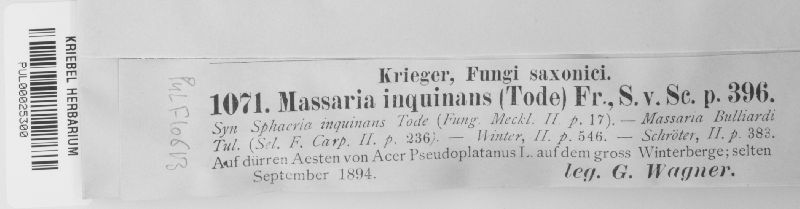 KRIEBEL HERBARIUM
PUL00025300
PUL F10613
Krieger, Fungi saxonici.
1071. Massaria inquinans (Tode) Fr., S. v. Sc. p. 396.
Syn Sphaeria inquinans Tode (Fung. Meckl. II p. 17). — Massaria Bulliardi
Tul. (Sel. F. Carp. II. p. 236). — Winter, II. p. 546. — Schröter, II. p. 383.
Auf dürren Aesten von Acer Pseudoplatanus L. auf dem gross Winterberge; selten
September 1894. leg. G. Wagner.